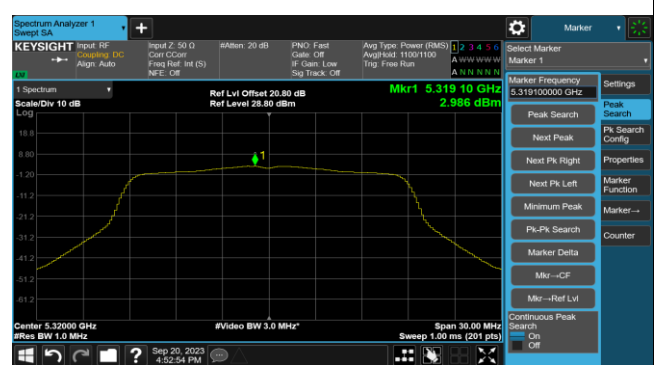 Spectrum Analyzer 1
Swept SA
Marker
KEYSIGHT
Input: RF
Coupling: DC
Align: Auto
Input Z: 50 Ω
Corr CCorr
Freq Ref: Int (S)
NFE: Off
#Atten: 20 dB
PNO: Fast
Gate: Off
IF Gain: Low
Sig Track: Off
Avg Type: Power (RMS)
Avg|Hold: 1100/1100
Trig: Free Run
1 2 3 4 5 6
A W W W W W
A N N N N N
LXI
Select Marker
Marker 1
1 Spectrum
Scale/Div 10 dB
Log
Ref Lvl Offset 20.80 dB
Ref Level 28.80 dBm
Mkr1 5.319 10 GHz
2.986 dBm
18.8
8.80
-1.20
-11.2
-21.2
-31.2
-41.2
-51.2
-61.2
1
Center 5.32000 GHz
#Res BW 1.0 MHz
#Video BW 3.0 MHz*
Span 30.00 MHz
Sweep 1.00 ms (201 pts)
Marker Frequency
5.319100000 GHz
Peak Search
Next Peak
Next Pk Right
Next Pk Left
Minimum Peak
Pk-Pk Search
Marker Delta
Mkr→CF
Mkr→Ref Lvl
Continuous Peak
Search
On
Off
Settings
Peak
Search
Pk Search
Config
Properties
Marker
Function
Marker→
Counter
Sep 20, 2023
4:52:54 PM